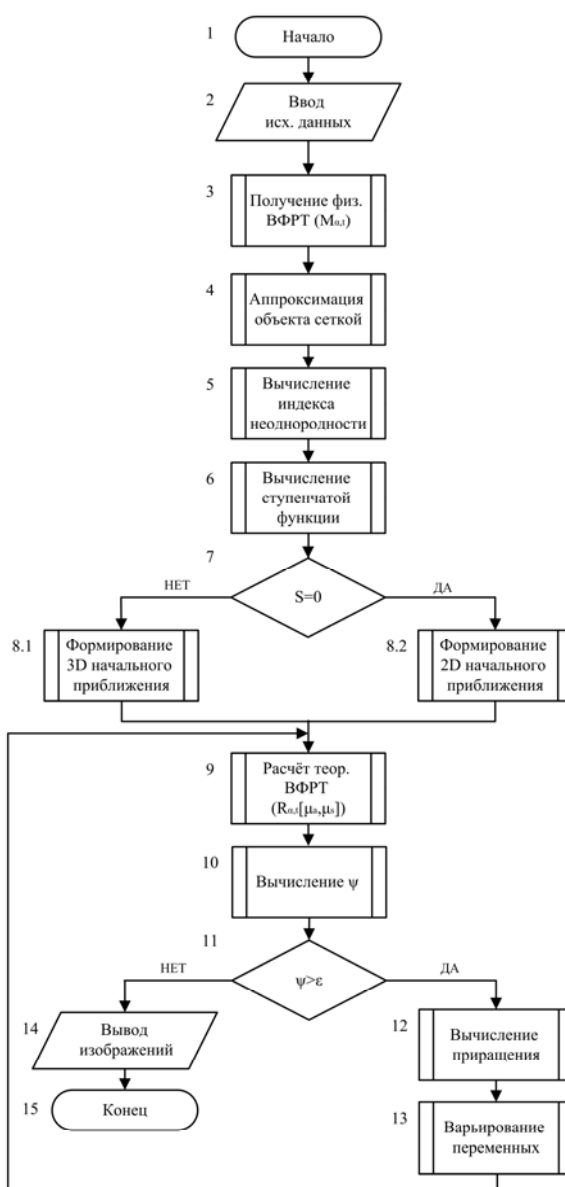 1
Начало
2
Ввод
исх. данных
3
Получение физ.
ВФРТ (Mα,t)
4
Аппроксимация
объекта сеткой
5
Вычисление
индекса
неоднородности
6
Вычисление
ступенчатой
функции
7
НЕТ
S=0
ДА
8.1
Формирование
3D начального
приближения
8.2
Формирование
2D начального
приближения
9
Расчёт теор.
ВФРТ
(Rα,t[μa,μs])
10
Вычисление ψ
11
НЕТ
ψ>ε
ДА
14
Вывод
изображений
12
Вычисление
приращения
15
Конец
13
Варьирование
переменных